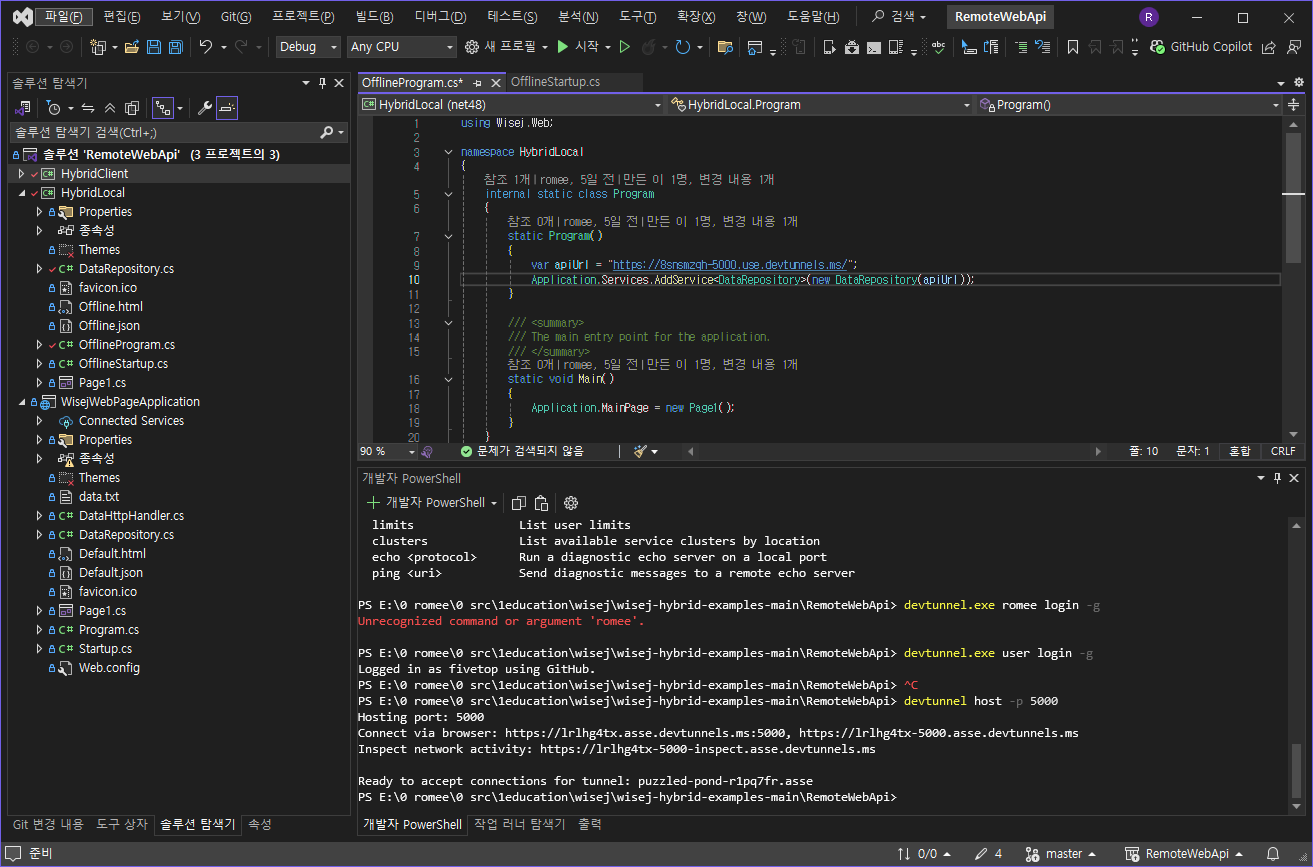 파일(F) 편집(E) 보기(V) Git(G) 프로젝트(P) 빌드(B) 디버그(D) 테스트(S) 분석(N) 도구(T) 확장(X) 창(W) 도움말(H) 검색 RemoteWebApi R
Debug Any CPU 새 프로필 시작 GitHub Copilot
솔루션 탐색기
솔루션 탐색기 검색(Ctrl+;)
솔루션 'RemoteWebApi' (3 프로젝트의 3)
HybridClient
HybridLocal
Properties
종속성
Themes
DataRepository.cs
favicon.ico
Offline.html
Offline.json
OfflineProgram.cs
OfflineStartup.cs
Page1.cs
WisejWebPageApplication
Connected Services
Properties
종속성
Themes
data.txt
DataHttpHandler.cs
DataRepository.cs
Default.html
Default.json
favicon.ico
Page1.cs
Program.cs
Startup.cs
Web.config
Git 변경 내용 도구 상자 솔루션 탐색기 속성
OfflineProgram.cs* OfflineStartup.cs
HybridLocal (net48) HybridLocal.Program Program()
1 using Wisej.Web;
2
3 namespace HybridLocal
4 {
참조 1개 | romee, 5일 전 | 만든 이 1명, 변경 내용 1개
5 internal static class Program
6 {
참조 0개 | romee, 5일 전 | 만든 이 1명, 변경 내용 1개
7 static Program()
8 {
9 var apiUrl = "https://8snsmzqh-5000.use.devtunnels.ms/";
10 Application.Services.AddService<DataRepository>(new DataRepository(apiUrl));
11 }
12
13 /// <summary>
14 /// The main entry point for the application.
15 /// </summary>
참조 0개 | romee, 5일 전 | 만든 이 1명, 변경 내용 1개
16 static void Main()
17 {
18 Application.MainPage = new Page1();
19 }
20 }
90 % 문제가 검색되지 않음 줄: 10 문자: 1 혼합 CRLF
개발자 PowerShell
개발자 PowerShell
limits List user limits
clusters List available service clusters by location
echo <protocol> Run a diagnostic echo server on a local port
ping <uri> Send diagnostic messages to a remote echo server
PS E:\0 romee\0 src\1education\wisej\wisej-hybrid-examples-main\RemoteWebApi> devtunnel.exe romee login -g
Unrecognized command or argument 'romee'.
PS E:\0 romee\0 src\1education\wisej\wisej-hybrid-examples-main\RemoteWebApi> devtunnel.exe user login -g
Logged in as fivetop using GitHub.
PS E:\0 romee\0 src\1education\wisej\wisej-hybrid-examples-main\RemoteWebApi> ^C
PS E:\0 romee\0 src\1education\wisej\wisej-hybrid-examples-main\RemoteWebApi> devtunnel host -p 5000
Hosting port: 5000
Connect via browser: https://lrlhg4tx.asse.devtunnels.ms:5000, https://lrlhg4tx-5000.asse.devtunnels.ms
Inspect network activity: https://lrlhg4tx-5000-inspect.asse.devtunnels.ms
Ready to accept connections for tunnel: puzzled-pond-r1pq7fr.asse
PS E:\0 romee\0 src\1education\wisej\wisej-hybrid-examples-main\RemoteWebApi>
개발자 PowerShell 작업 러너 탐색기 출력
준비 0/0 4 master RemoteWebApi